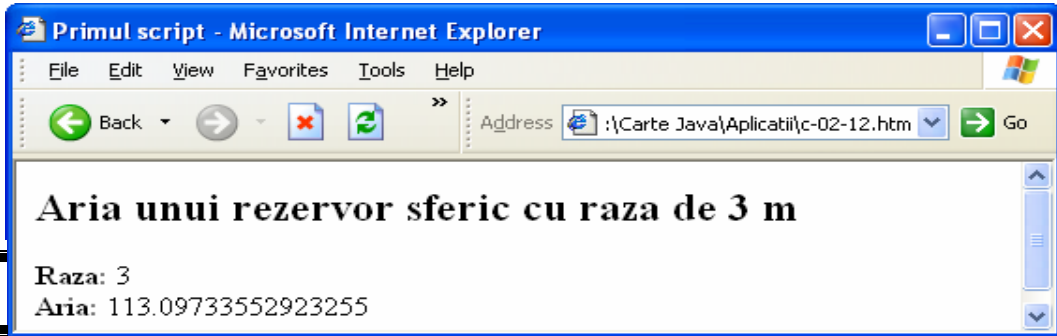 Primul script - Microsoft Internet Explorer
File Edit View Favorites Tools Help
Back » Address :\Carte Java\Aplicatii\c-02-12.htm Go
Aria unui rezervor sferic cu raza de 3 m
Raza: 3
Aria: 113.09733552923255